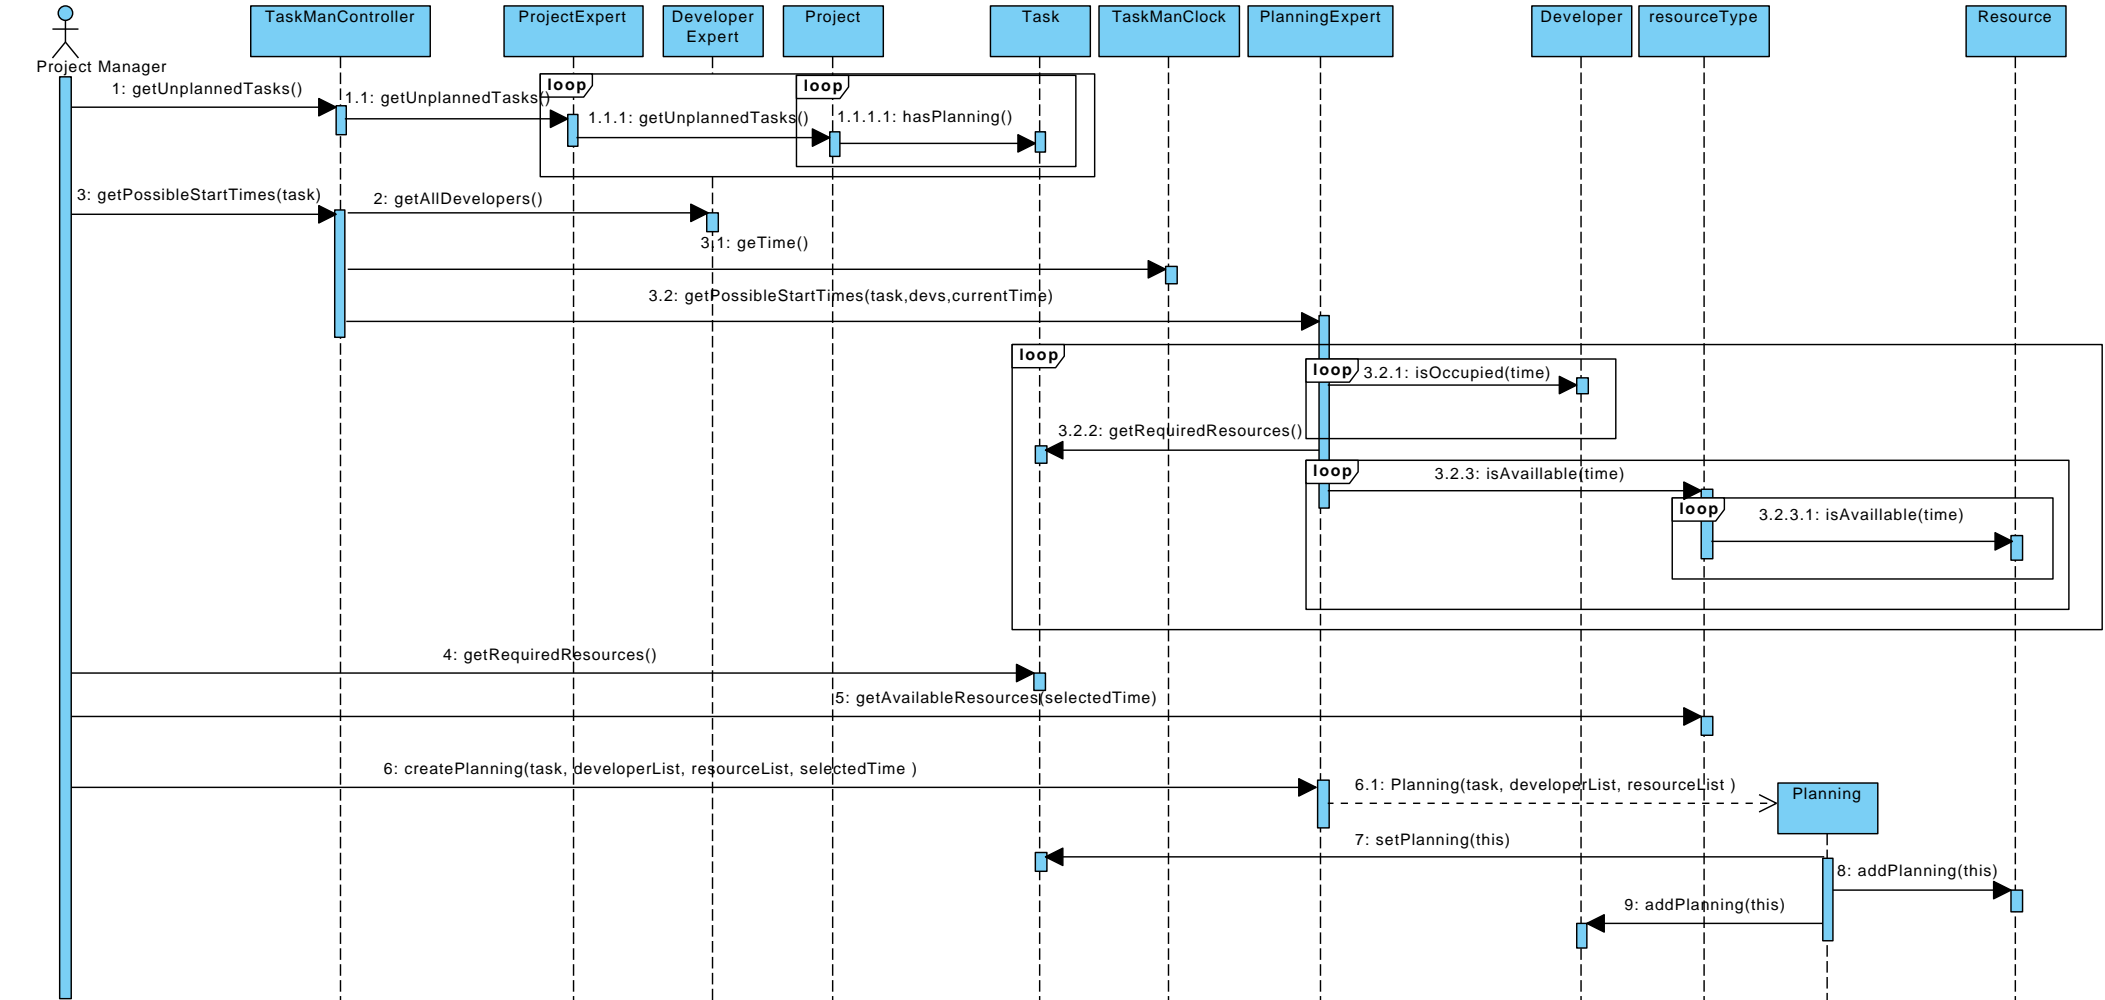 TaskManController
ProjectExpert
Developer
Expert
Project
Task
TaskManClock
PlanningExpert
Developer
resourceType
Resource
Project Manager
loop
loop
1: getUnplannedTasks()
1.1: getUnplannedTasks()
1.1.1: getUnplannedTasks()
1.1.1.1: hasPlanning()
3: getPossibleStartTimes(task)
2: getAllDevelopers()
3.1: geTime()
3.2: getPossibleStartTimes(task,devs,currentTime)
loop
loop
3.2.1: isOccupied(time)
3.2.2: getRequiredResources()
loop
3.2.3: isAvaillable(time)
loop
3.2.3.1: isAvaillable(time)
4: getRequiredResources()
5: getAvailableResources(selectedTime)
6: createPlanning(task, developerList, resourceList, selectedTime )
6.1: Planning(task, developerList, resourceList )
Planning
7: setPlanning(this)
8: addPlanning(this)
9: addPlanning(this)